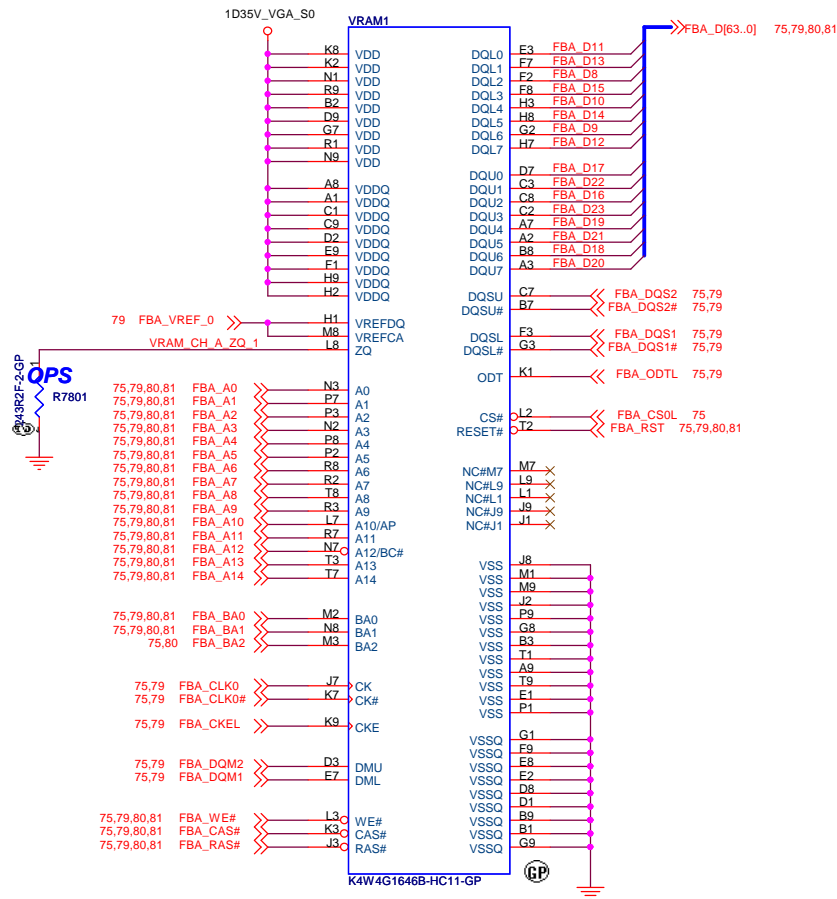 1D35V_VGA_S0
VRAM1
FBA_D[63..0] 75,79,80,81
K8 VDD
K2 VDD
N1 VDD
R9 VDD
B2 VDD
D9 VDD
G7 VDD
R1 VDD
N9 VDD
A8 VDDQ
A1 VDDQ
C1 VDDQ
C9 VDDQ
D2 VDDQ
E9 VDDQ
F1 VDDQ
H9 VDDQ
H2 VDDQ
79 FBA_VREF_0 H1 VREFDQ
M8 VREFCA
VRAM_CH_A_ZQ_1 L8 ZQ
OPS
R7801
75,79,80,81 FBA_A0 N3 A0
75,79,80,81 FBA_A1 P7 A1
75,79,80,81 FBA_A2 P3 A2
75,79,80,81 FBA_A3 N2 A3
75,79,80,81 FBA_A4 P8 A4
75,79,80,81 FBA_A5 P2 A5
75,79,80,81 FBA_A6 R8 A6
75,79,80,81 FBA_A7 R2 A7
75,79,80,81 FBA_A8 T8 A8
75,79,80,81 FBA_A9 R3 A9
75,79,80,81 FBA_A10 L7 A10/AP
75,79,80,81 FBA_A11 R7 A11
75,79,80,81 FBA_A12 N7 A12/BC#
75,79,80,81 FBA_A13 T3 A13
75,79,80,81 FBA_A14 T7 A14
75,79,80,81 FBA_BA0 M2 BA0
75,79,80,81 FBA_BA1 N8 BA1
75,80 FBA_BA2 M3 BA2
75,79 FBA_CLK0 J7 CK
75,79 FBA_CLK0# K7 CK#
75,79 FBA_CKEL K9 CKE
75,79 FBA_DQM2 D3 DMU
75,79 FBA_DQM1 E7 DML
75,79,80,81 FBA_WE# L3 WE#
75,79,80,81 FBA_CAS# K3 CAS#
75,79,80,81 FBA_RAS# J3 RAS#
DQL0 E3 FBA_D11
DQL1 F7 FBA_D13
DQL2 F2 FBA_D8
DQL3 F8 FBA_D15
DQL4 H3 FBA_D10
DQL5 H8 FBA_D14
DQL6 G2 FBA_D9
DQL7 H7 FBA_D12
DQU0 D7 FBA_D17
DQU1 C3 FBA_D22
DQU2 C8 FBA_D16
DQU3 C2 FBA_D23
DQU4 A7 FBA_D19
DQU5 A2 FBA_D21
DQU6 B8 FBA_D18
DQU7 A3 FBA_D20
DQSU C7 FBA_DQS2 75,79
DQSU# B7 FBA_DQS2# 75,79
DQSL F3 FBA_DQS1 75,79
DQSL# G3 FBA_DQS1# 75,79
ODT K1 FBA_ODTL 75,79
CS# L2 FBA_CS0L 75
RESET# T2 FBA_RST 75,79,80,81
NC#M7 M7
NC#L9 L9
NC#L1 L1
NC#J9 J9
NC#J1 J1
VSS J8
VSS M1
VSS M9
VSS J2
VSS P9
VSS G8
VSS B3
VSS T1
VSS A9
VSS T9
VSS E1
VSS P1
VSSQ G1
VSSQ F9
VSSQ E8
VSSQ E2
VSSQ D8
VSSQ D1
VSSQ B9
VSSQ B1
VSSQ G9
GP
K4W4G1646B-HC11-GP